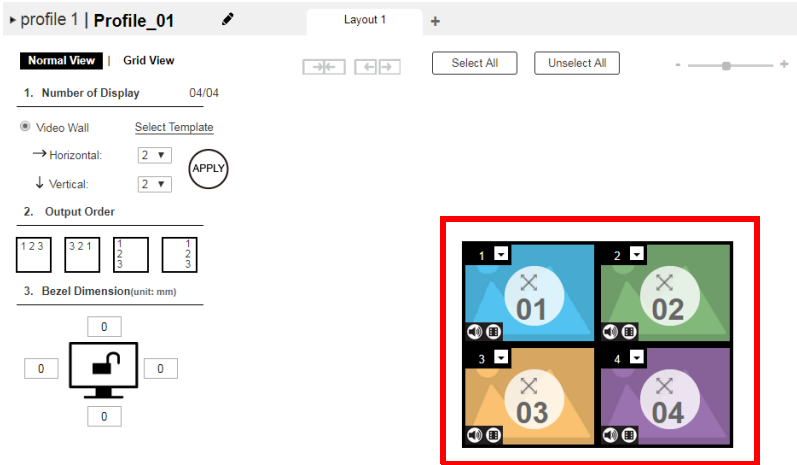 profile 1 | Profile_01
Layout 1
+
Normal View | Grid View
Select All
Unselect All
- +
1. Number of Display 04/04
Video Wall Select Template
Horizontal: 2
APPLY
Vertical: 2
2. Output Order
1 2 3
3 2 1
1
2
3
1
2
3
3. Bezel Dimension(unit: mm)
0
0
0
0
1
01
2
02
3
03
4
04